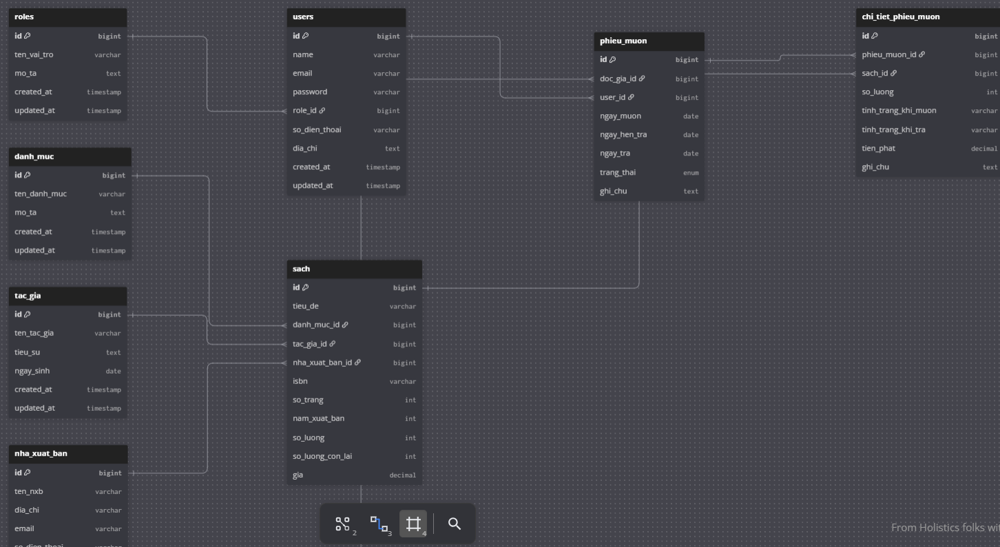 roles
id bigint
ten_vai_tro varchar
mo_ta text
created_at timestamp
updated_at timestamp
users
id bigint
name varchar
email varchar
password varchar
role_id bigint
so_dien_thoai varchar
dia_chi text
created_at timestamp
updated_at timestamp
phieu_muon
id bigint
doc_gia_id bigint
user_id bigint
ngay_muon date
ngay_hen_tra date
ngay_tra date
trang_thai enum
ghi_chu text
chi_tiet_phieu_muon
id bigint
phieu_muon_id bigint
sach_id bigint
so_luong int
tinh_trang_khi_muon varchar
tinh_trang_khi_tra varchar
tien_phat decimal
ghi_chu text
danh_muc
id bigint
ten_danh_muc varchar
mo_ta text
created_at timestamp
updated_at timestamp
sach
id bigint
tieu_de varchar
danh_muc_id bigint
tac_gia_id bigint
nha_xuat_ban_id bigint
isbn varchar
so_trang int
nam_xuat_ban int
so_luong int
so_luong_con_lai int
gia decimal
tac_gia
id bigint
ten_tac_gia varchar
tieu_su text
ngay_sinh date
created_at timestamp
updated_at timestamp
nha_xuat_ban
id bigint
ten_nxb varchar
dia_chi varchar
email varchar
so_dien_thoai varchar
2 3 4
From Holistics folks wit